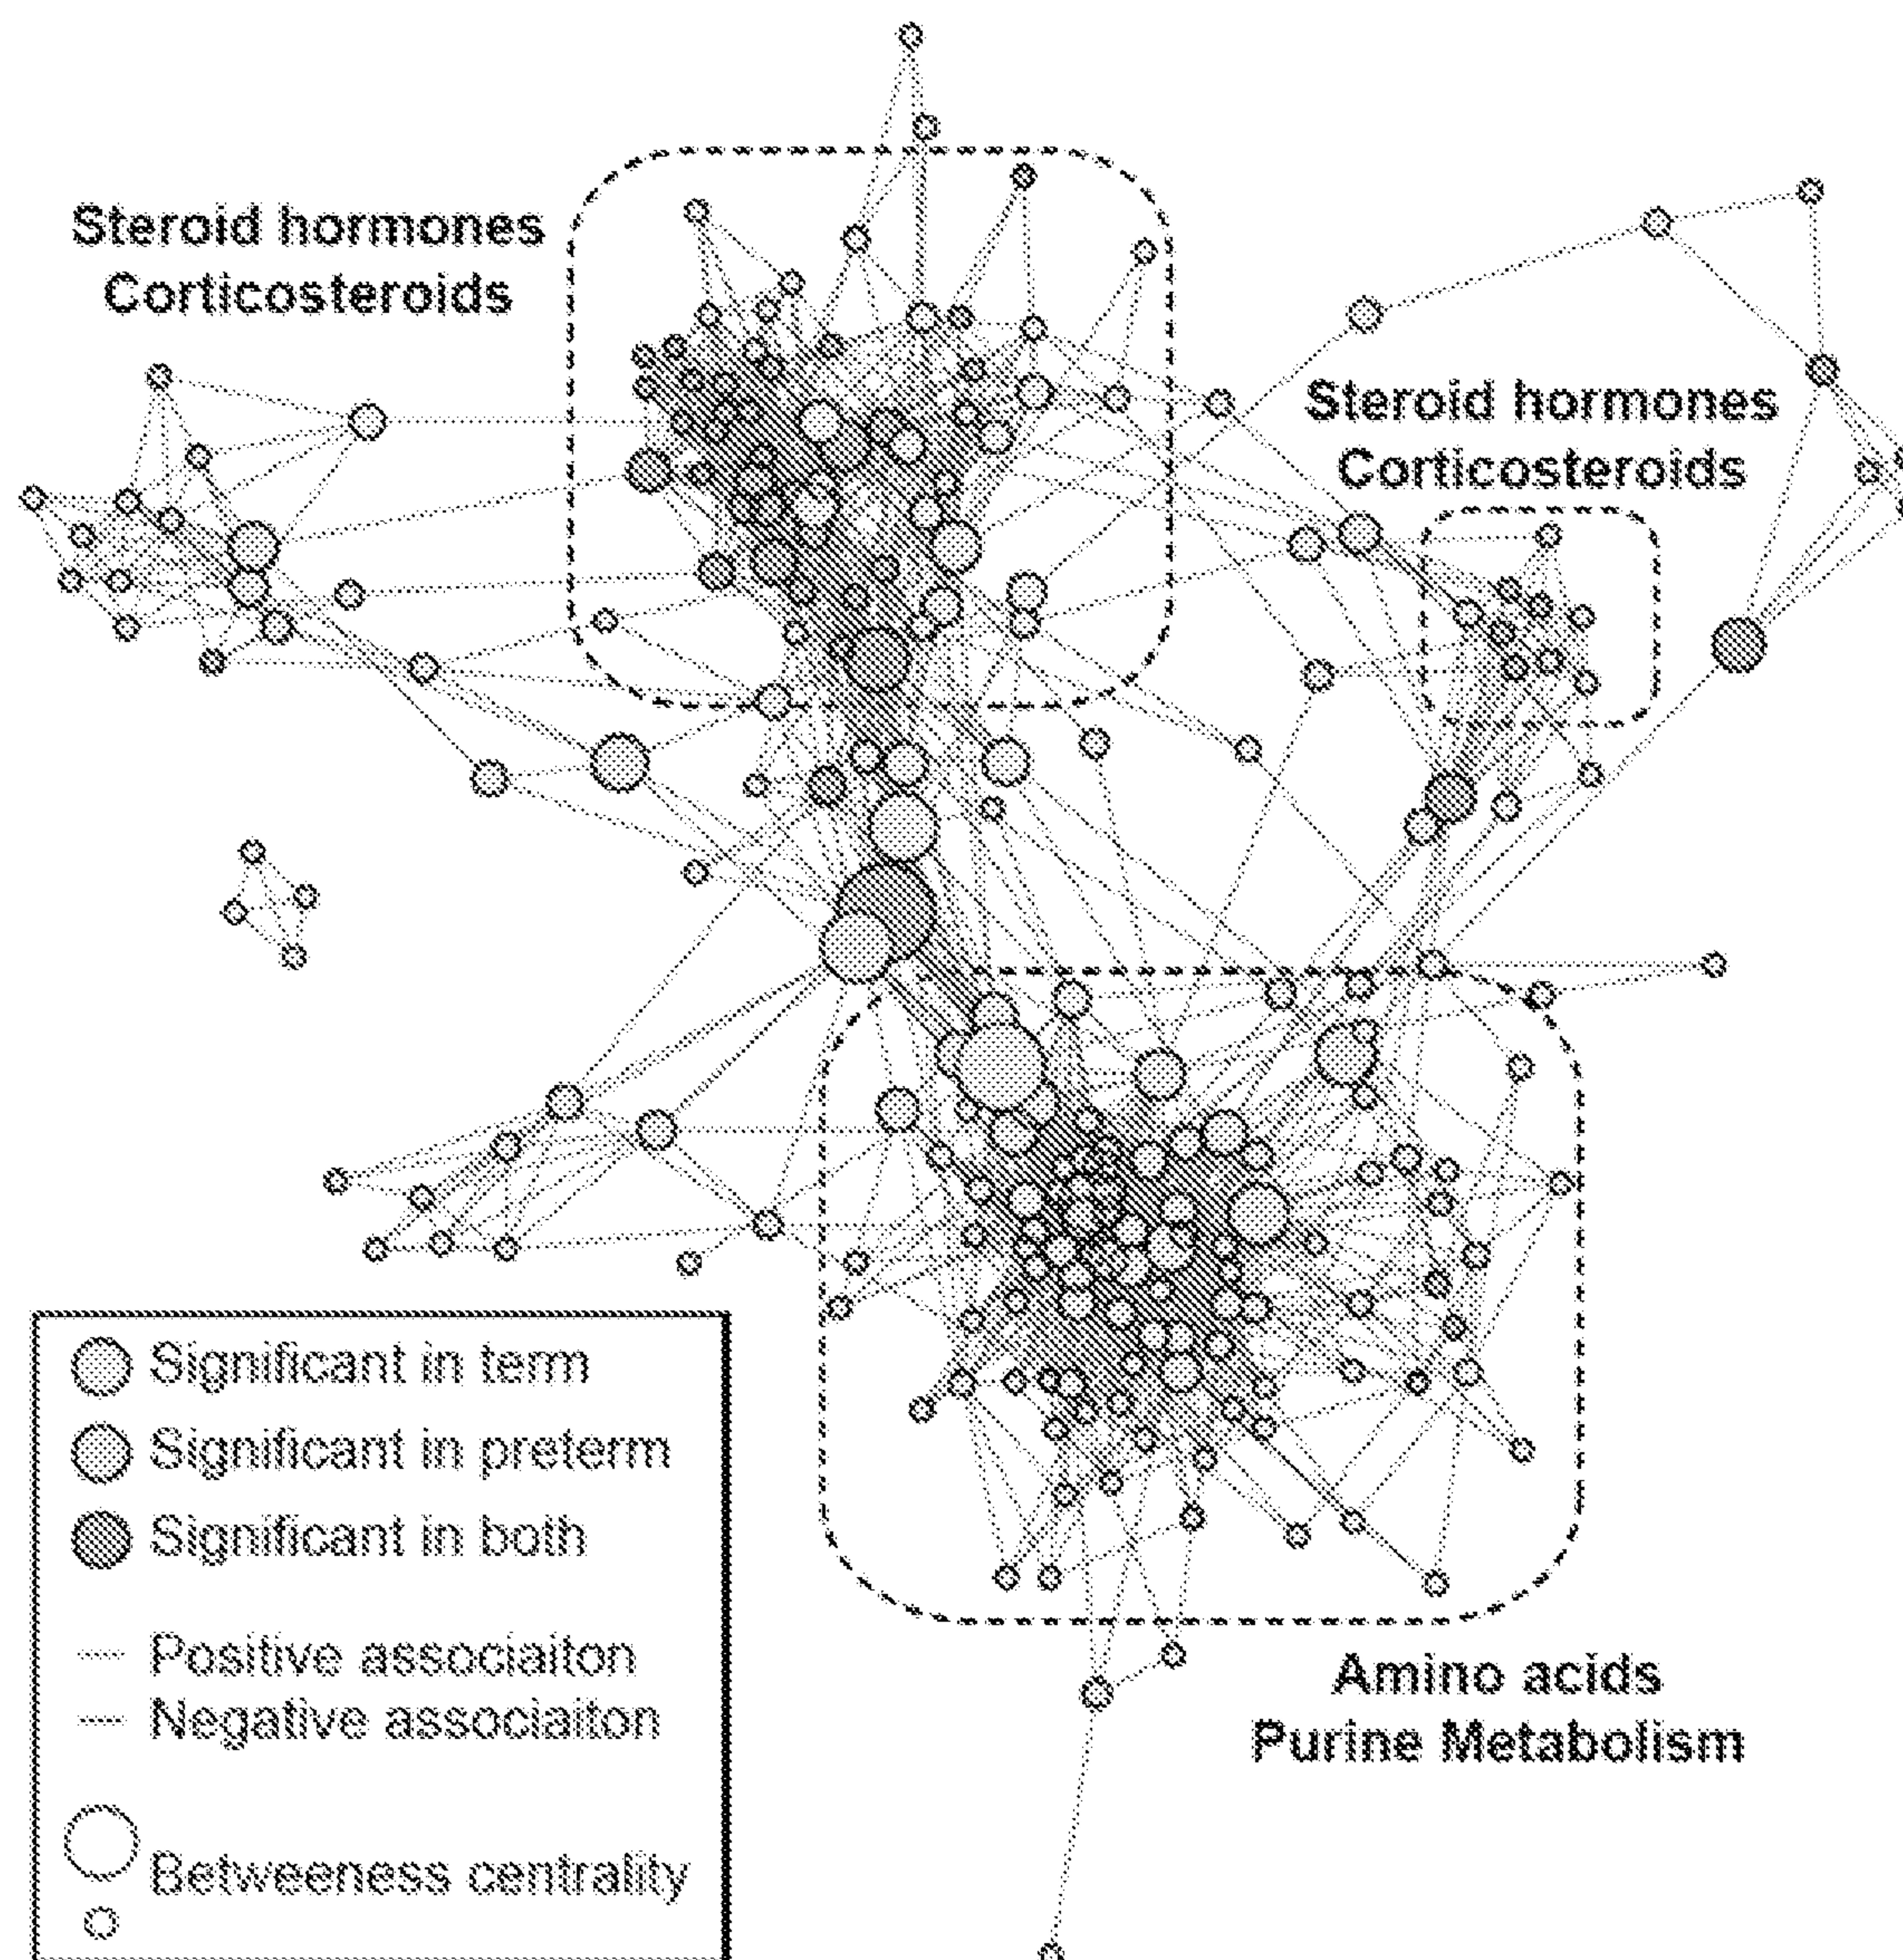 Steroid hormones
Corticosteroids
Steroid hormones
Corticosteroids
Significant in term
Significant in preterm
Significant in both
Positive associaiton
Negative associaiton
Betweeness centrality
Amino acids
Purine Metabolism